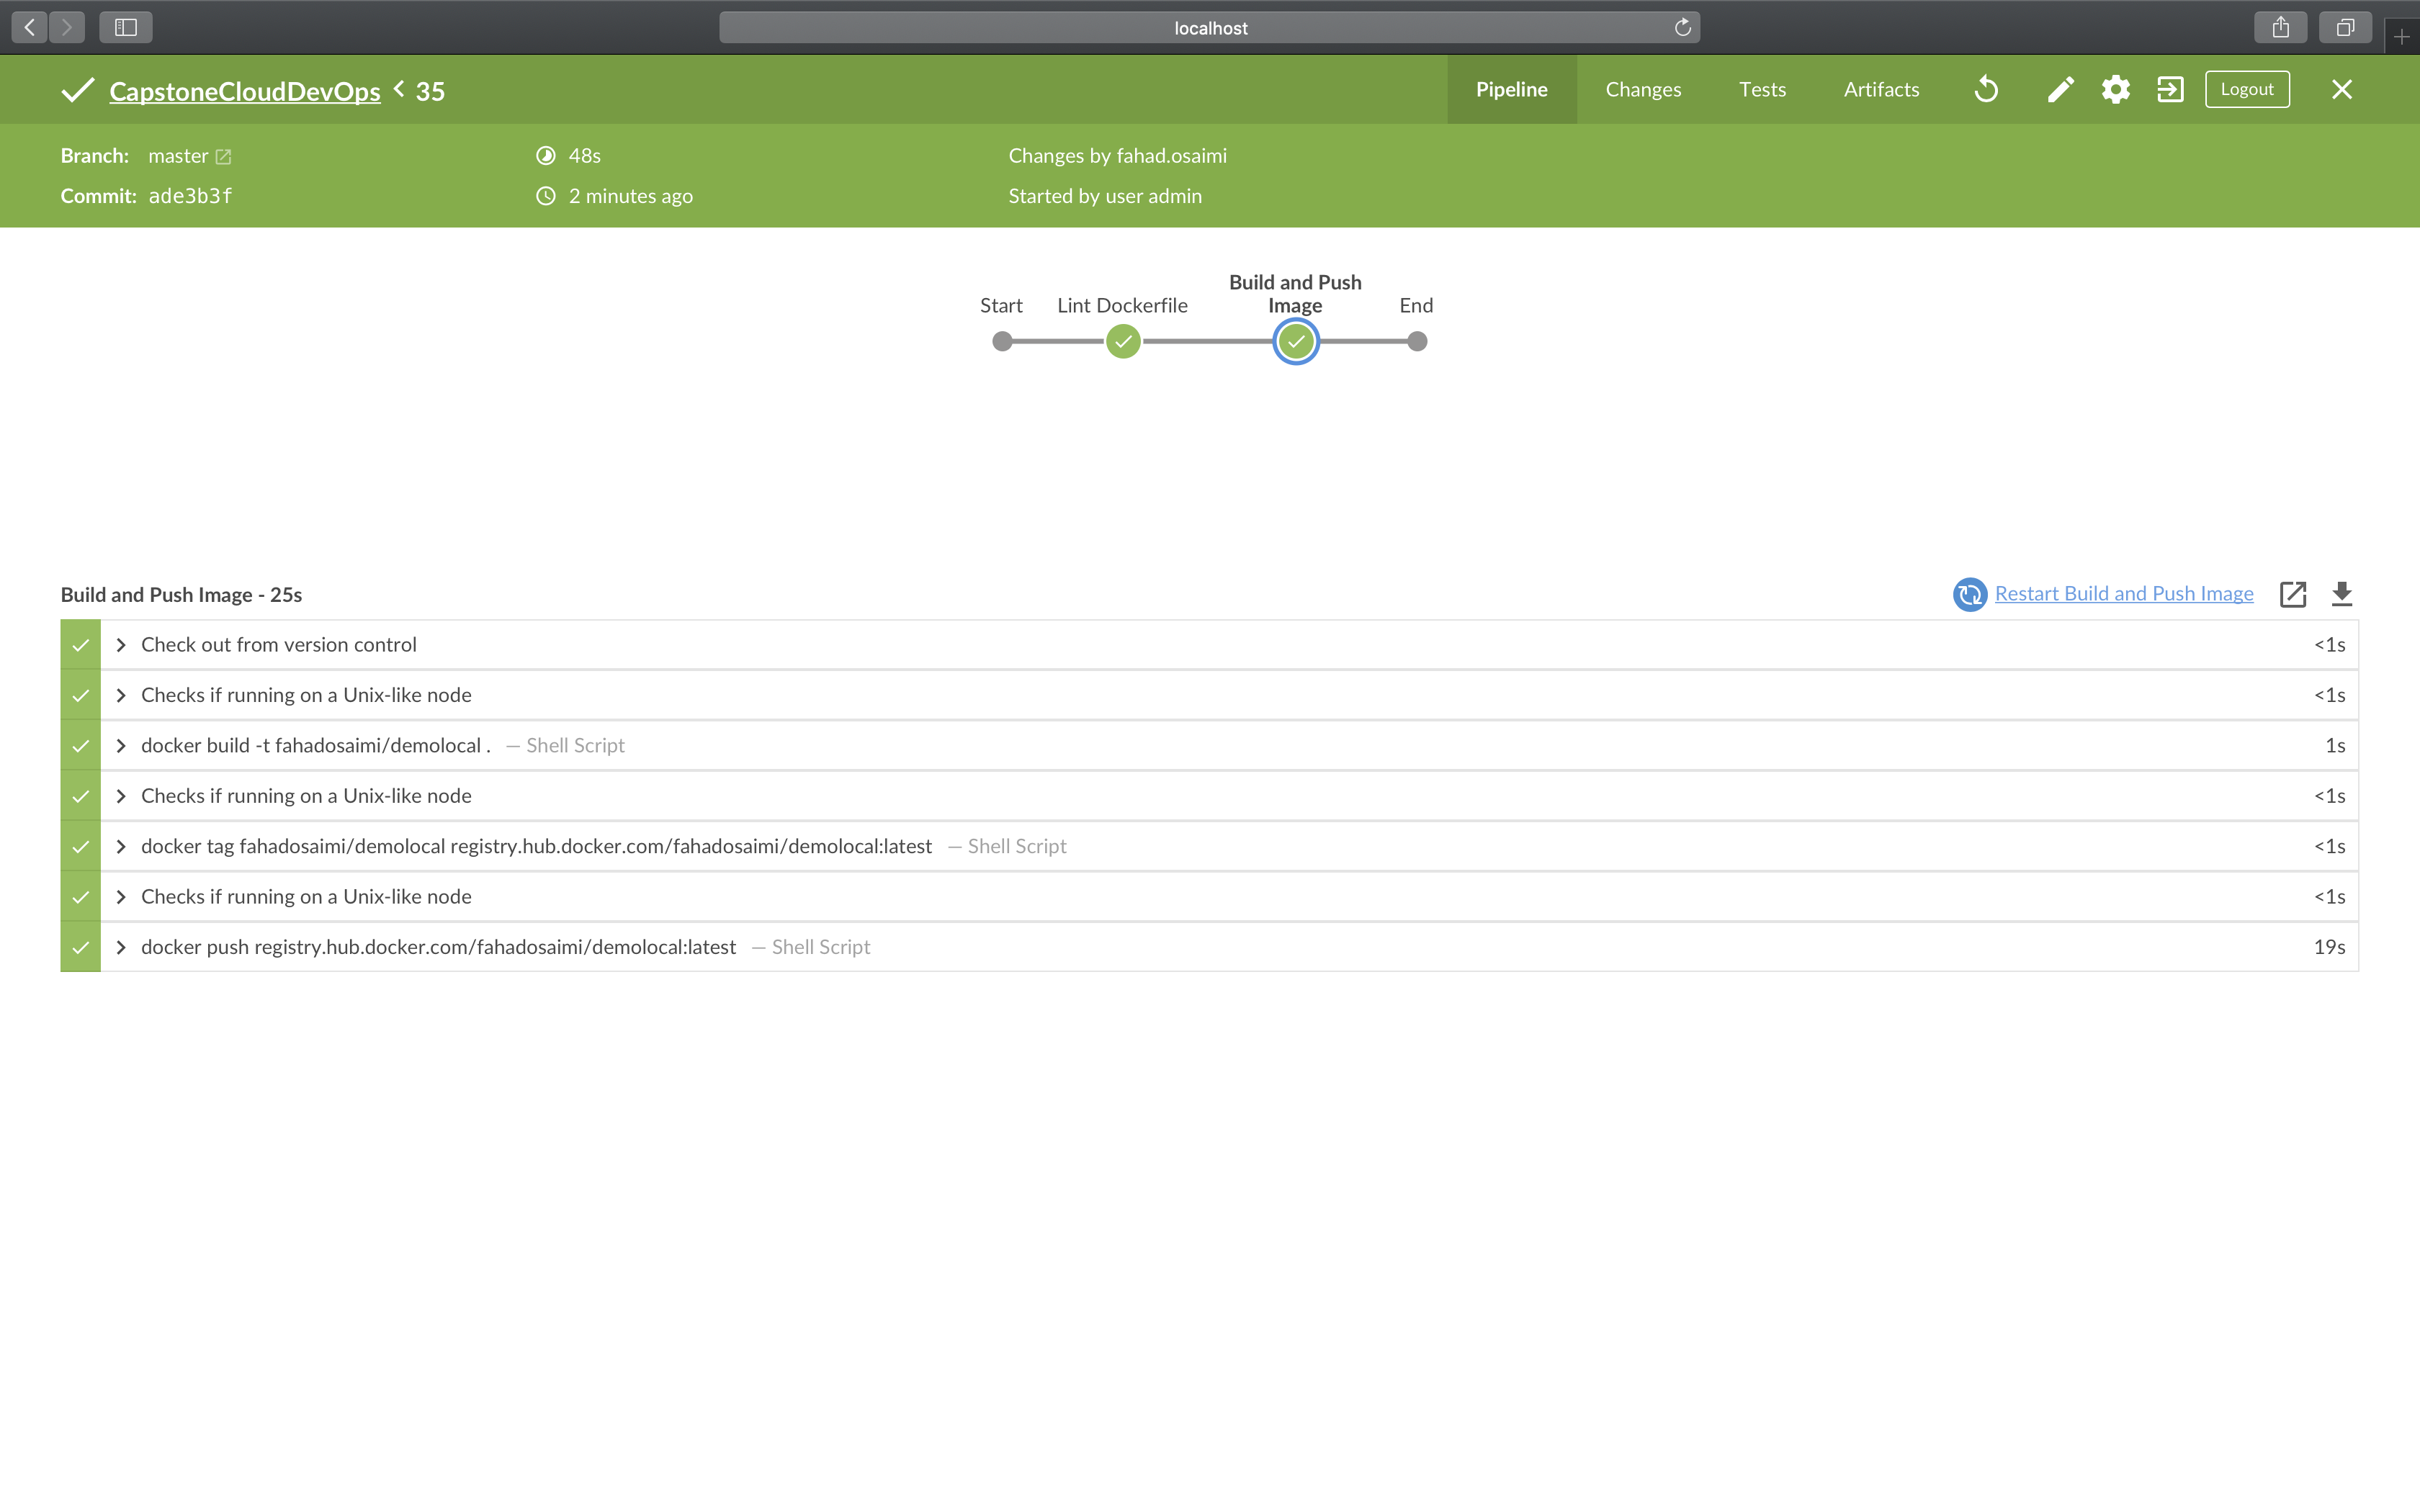 localhost
CapstoneCloudDevOps < 35
Pipeline Changes Tests Artifacts Logout
Branch: master 48s Changes by fahad.osaimi
Commit: ade3b3f 2 minutes ago Started by user admin
Start Lint Dockerfile Build and Push Image End
Build and Push Image - 25s Restart Build and Push Image
Check out from version control <1s
Checks if running on a Unix-like node <1s
docker build -t fahadosaimi/demolocal . — Shell Script 1s
Checks if running on a Unix-like node <1s
docker tag fahadosaimi/demolocal registry.hub.docker.com/fahadosaimi/demolocal:latest — Shell Script <1s
Checks if running on a Unix-like node <1s
docker push registry.hub.docker.com/fahadosaimi/demolocal:latest — Shell Script 19s